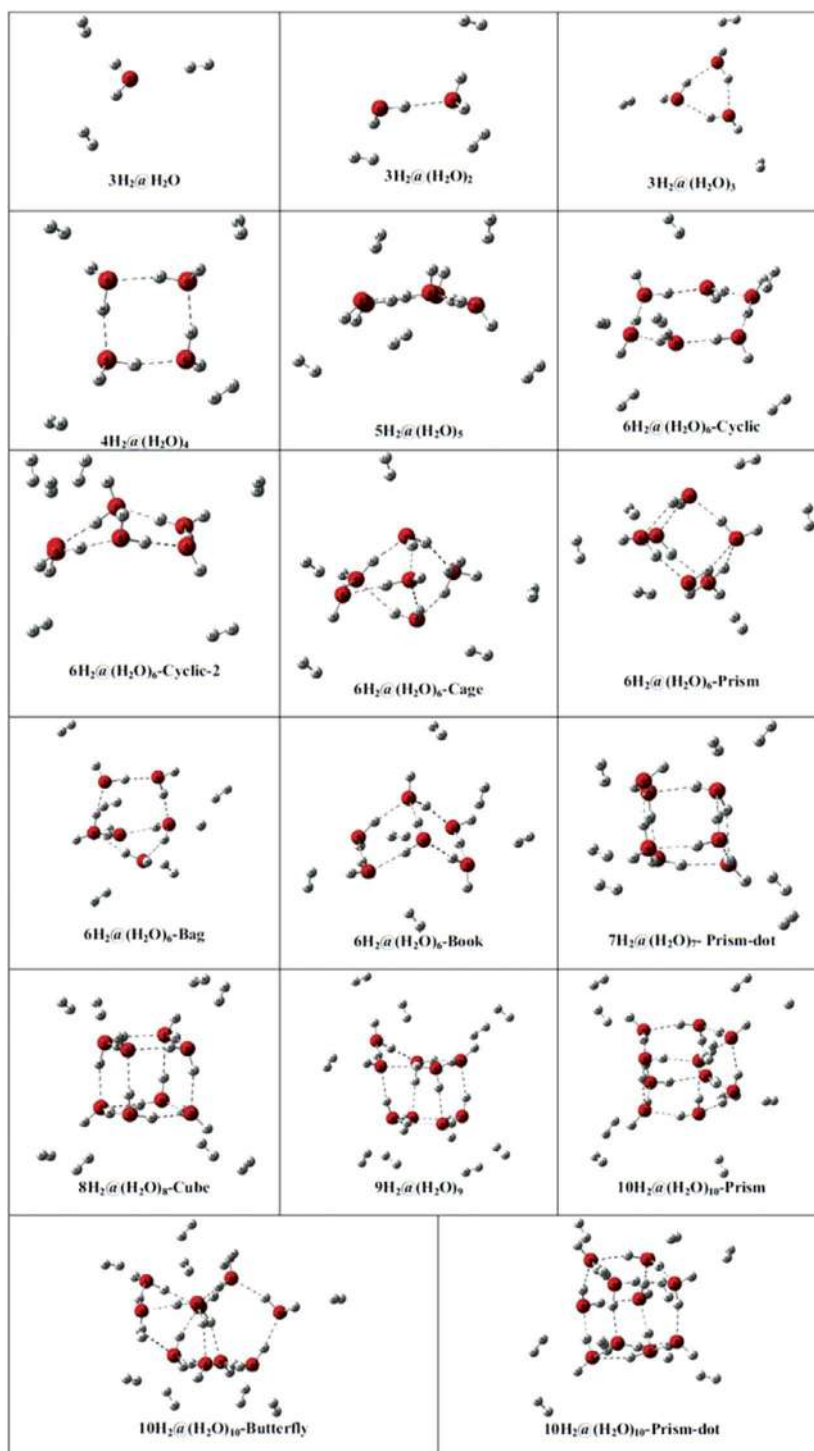 3H₂@H₂O
3H₂@(H₂O)₂
3H₂@(H₂O)₃
4H₂@(H₂O)₄
5H₂@(H₂O)₅
6H₂@(H₂O)₆-Cyclic
6H₂@(H₂O)₆-Cyclic-2
6H₂@(H₂O)₆-Cage
6H₂@(H₂O)₆-Prism
6H₂@(H₂O)₆-Bag
6H₂@(H₂O)₆-Book
7H₂@(H₂O)₇- Prism-dot
8H₂@(H₂O)₈-Cube
9H₂@(H₂O)₉
10H₂@(H₂O)₁₀-Prism
10H₂@(H₂O)₁₀-Butterfly
10H₂@(H₂O)₁₀-Prism-dot